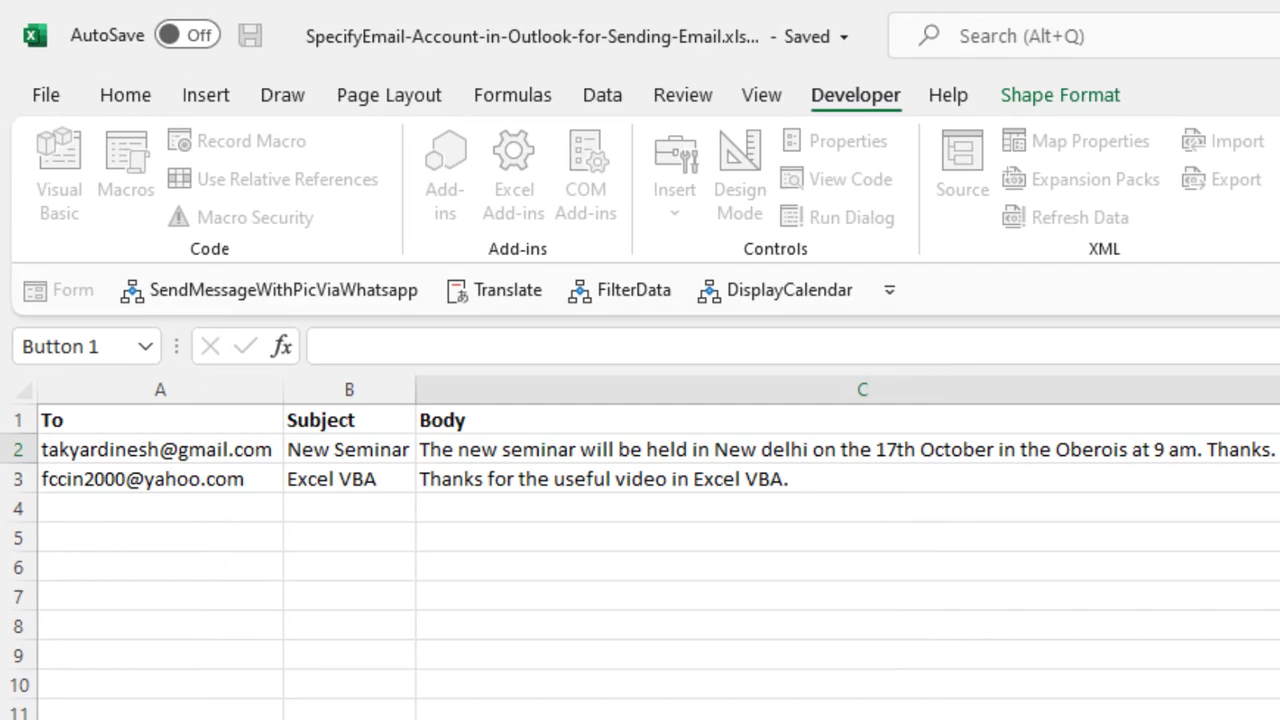 AutoSave Off SpecifyEmail-Account-in-Outlook-for-Sending-Email.xls... - Saved Search (Alt+Q)
File Home Insert Draw Page Layout Formulas Data Review View Developer Help Shape Format
Visual Basic
Macros
Record Macro
Use Relative References
Macro Security
Code
Add-ins
Excel Add-ins
COM Add-ins
Add-ins
Insert
Design Mode
Properties
View Code
Run Dialog
Controls
Source
Map Properties
Expansion Packs
Refresh Data
Import
Export
XML
Form SendMessageWithPicViaWhatsapp Translate FilterData DisplayCalendar
Button 1 fx
A B C
1 To Subject Body
2 takyardinesh@gmail.com New Seminar The new seminar will be held in New delhi on the 17th October in the Oberois at 9 am. Thanks.
3 fccin2000@yahoo.com Excel VBA Thanks for the useful video in Excel VBA.
4
5
6
7
8
9
10
11